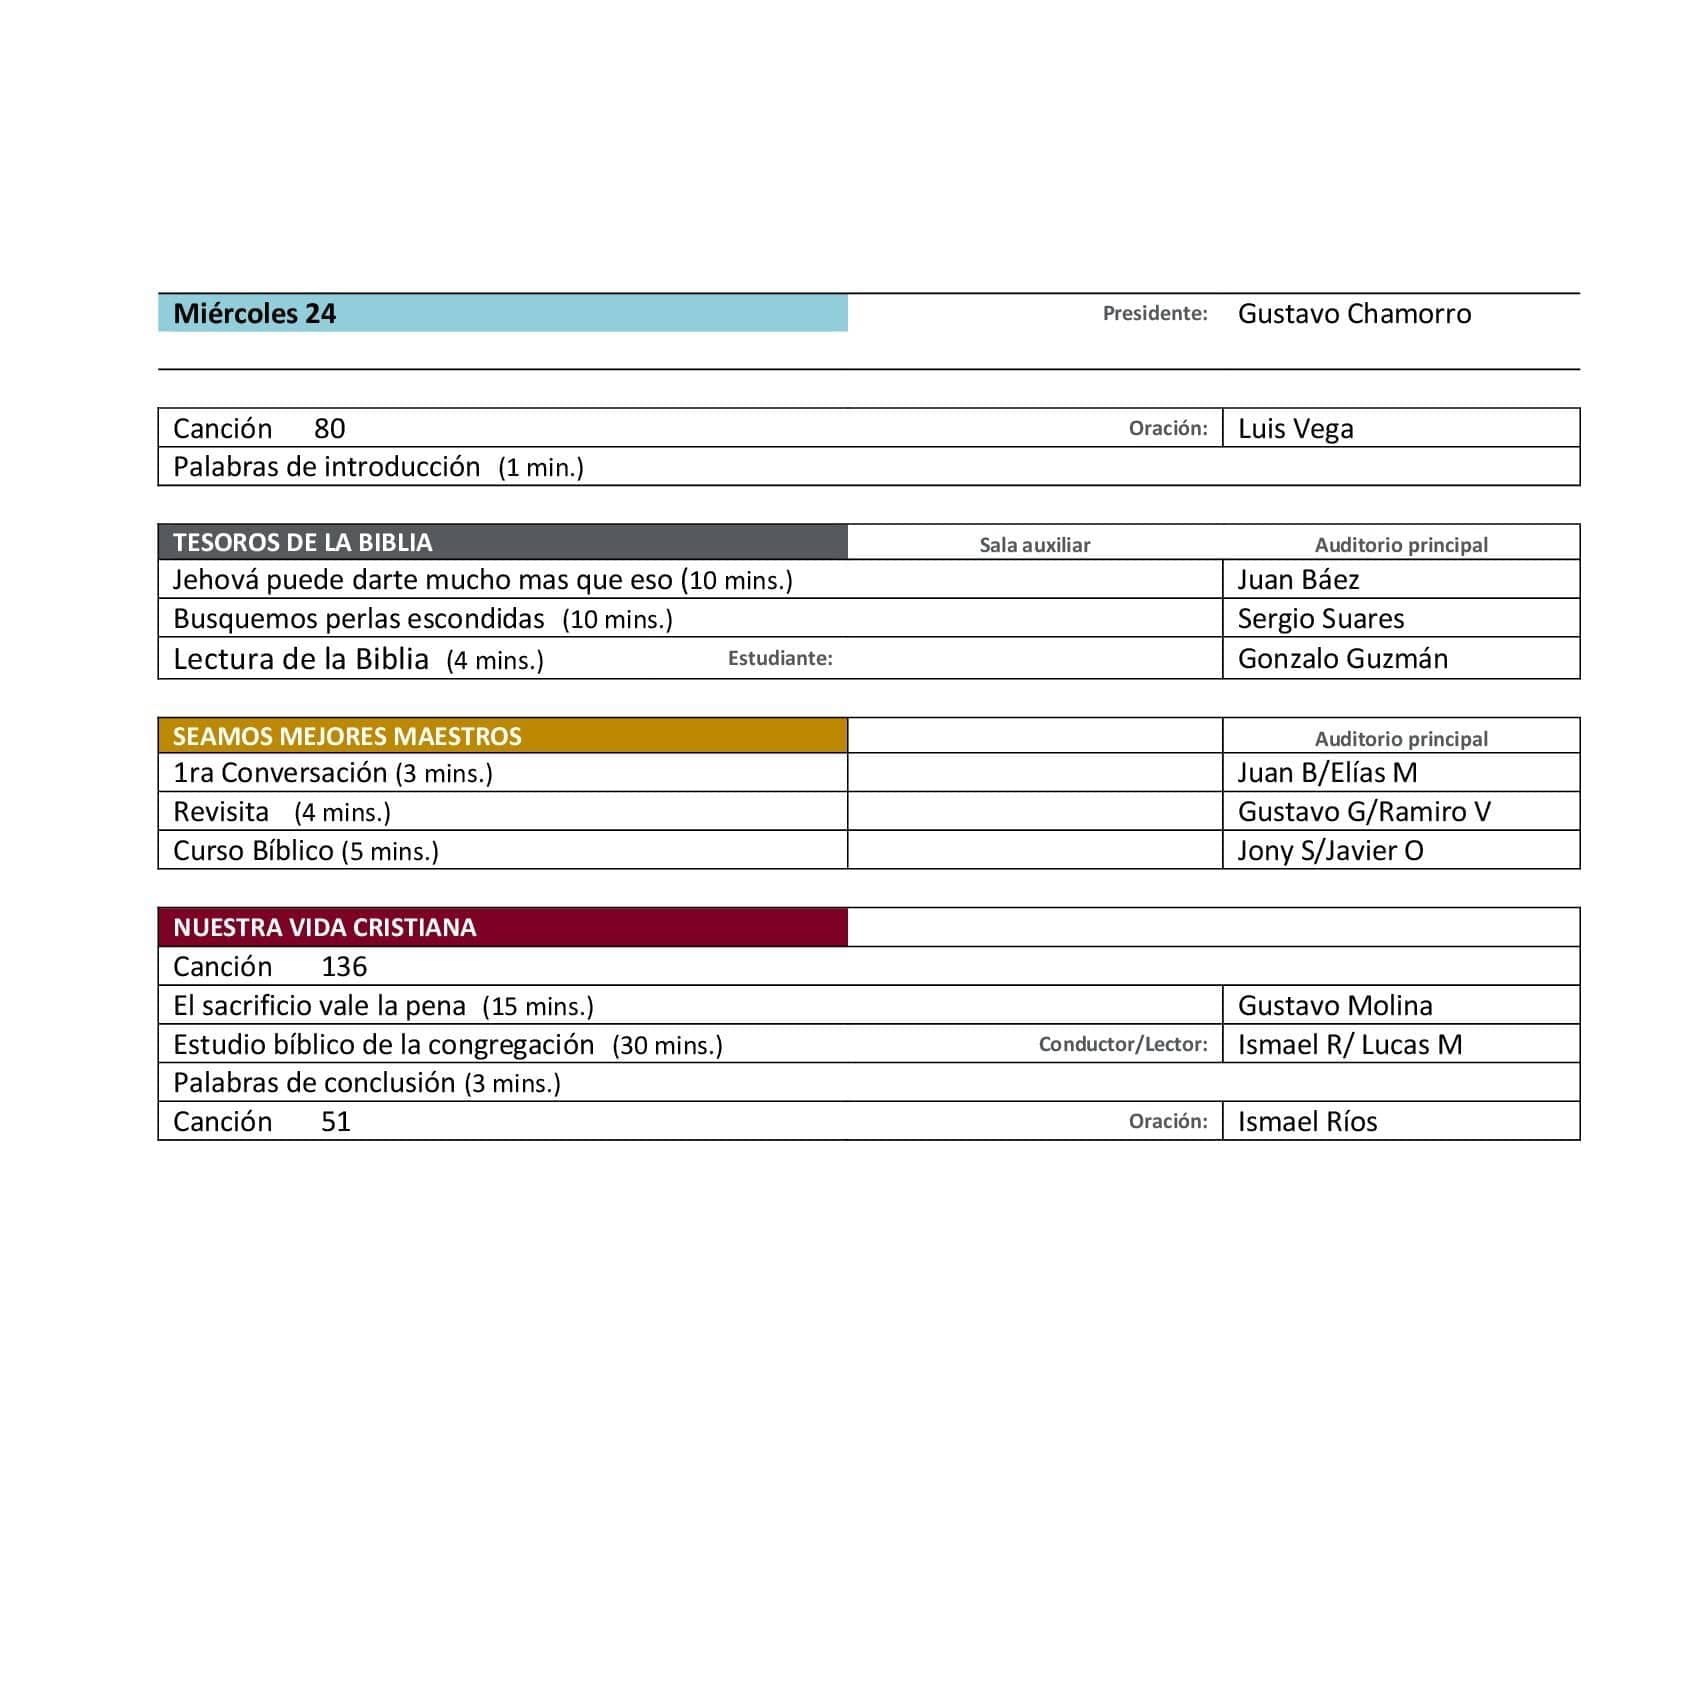 Miércoles 24 Presidente: Gustavo Chamorro
Canción 80 Oración: Luis Vega
Palabras de introducción (1 min.)
TESOROS DE LA BIBLIA Sala auxiliar Auditorio principal
Jehová puede darte mucho mas que eso (10 mins.) Juan Báez
Busquemos perlas escondidas (10 mins.) Sergio Suares
Lectura de la Biblia (4 mins.) Estudiante: Gonzalo Guzmán
SEAMOS MEJORES MAESTROS Auditorio principal
1ra Conversación (3 mins.) Juan B/Elías M
Revisita (4 mins.) Gustavo G/Ramiro V
Curso Bíblico (5 mins.) Jony S/Javier O
NUESTRA VIDA CRISTIANA
Canción 136
El sacrificio vale la pena (15 mins.) Gustavo Molina
Estudio bíblico de la congregación (30 mins.) Conductor/Lector: Ismael R/ Lucas M
Palabras de conclusión (3 mins.)
Canción 51 Oración: Ismael Ríos